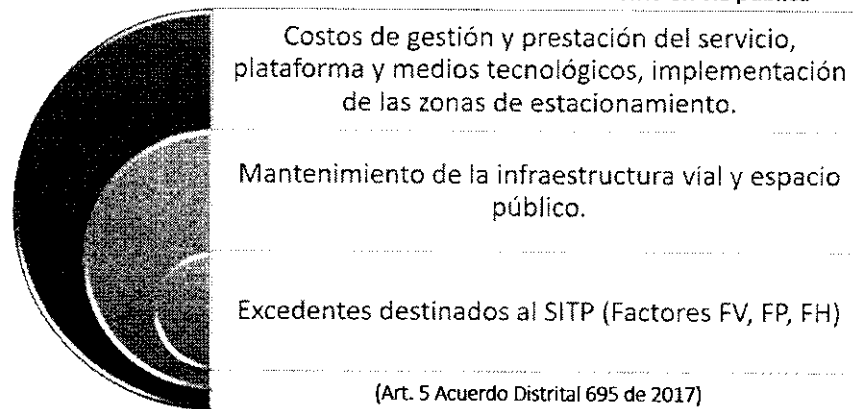 Costos de gestión y prestación del servicio,
plataforma y medios tecnológicos, implementación
de las zonas de estacionamiento.
Mantenimiento de la infraestructura vial y espacio
público.
Excedentes destinados al SITP (Factores FV, FP, FH)
(Art. 5 Acuerdo Distrital 695 de 2017)